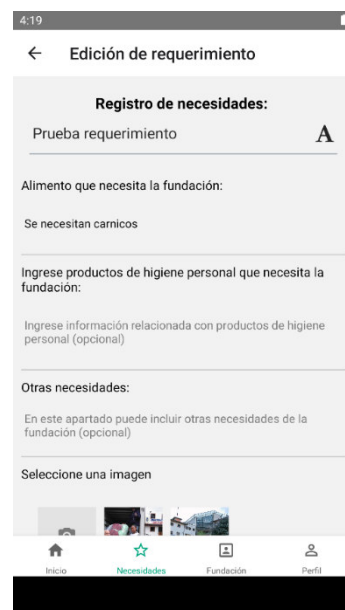 4:19
Edición de requerimiento
Registro de necesidades:
Prueba requerimiento
A
Alimento que necesita la fundación:
Se necesitan carnicos
Ingrese productos de higiene personal que necesita la
fundación:
Ingrese información relacionada con productos de higiene
personal (opcional)
Otras necesidades:
En este apartado puede incluir otras necesidades de la
fundación (opcional)
Seleccione una imagen
Inicio Necesidades Fundación Perfil